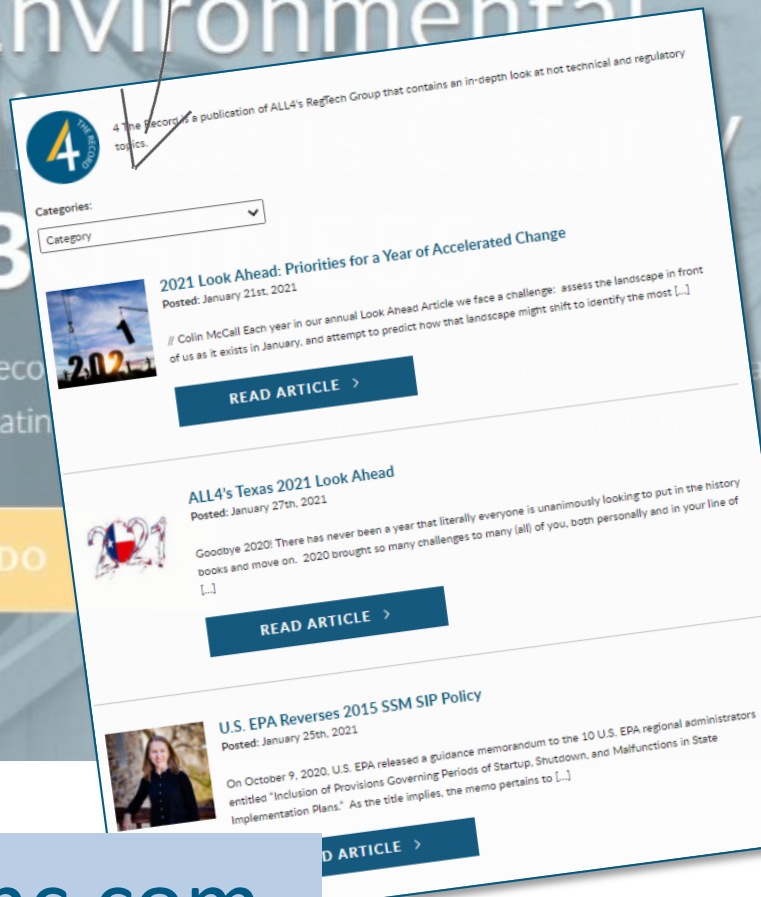 Environmental
4 The Record is a publication of ALL4's RegTech Group that contains an in-depth look at hot technical and regulatory
topics.
4 THE RECORD
Categories:
Category
2021 Look Ahead: Priorities for a Year of Accelerated Change
Posted: January 21st, 2021
// Colin McCall Each year in our annual Look Ahead Article we face a challenge: assess the landscape in front
of us as it exists in January, and attempt to predict how that landscape might shift to identify the most [...]
202 1
READ ARTICLE >
ALL4's Texas 2021 Look Ahead
Posted: January 27th, 2021
2021
Goodbye 2020! There has never been a year that literally everyone is unanimously looking to put in the history
books and move on. 2020 brought so many challenges to many (all) of you, both personally and in your line of
[...]
READ ARTICLE >
DO
U.S. EPA Reverses 2015 SSM SIP Policy
Posted: January 25th, 2021
On October 9, 2020, U.S. EPA released a guidance memorandum to the 10 U.S. EPA regional administrators
entitled "Inclusion of Provisions Governing Periods of Startup, Shutdown, and Malfunctions in State
Implementation Plans." As the title implies, the memo pertains to [...]
D ARTICLE >